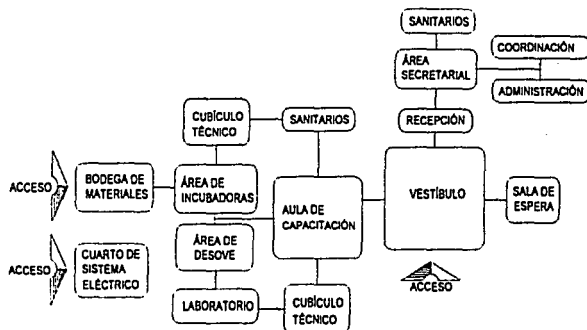 SANITARIOS
COORDINACIÓN
ÁREA
SECRETARIAL
ADMINISTRACIÓN
CUBÍCULO
TÉCNICO
SANITARIOS
RECEPCIÓN
ACCESO
BODEGA DE
MATERIALES
ÁREA DE
INCUBADORAS
AULA DE
CAPACITACIÓN
VESTÍBULO
SALA DE
ESPERA
ACCESO
CUARTO DE
SISTEMA
ELÉCTRICO
ÁREA DE
DESOVE
ACCESO
LABORATORIO
CUBÍCULO
TÉCNICO